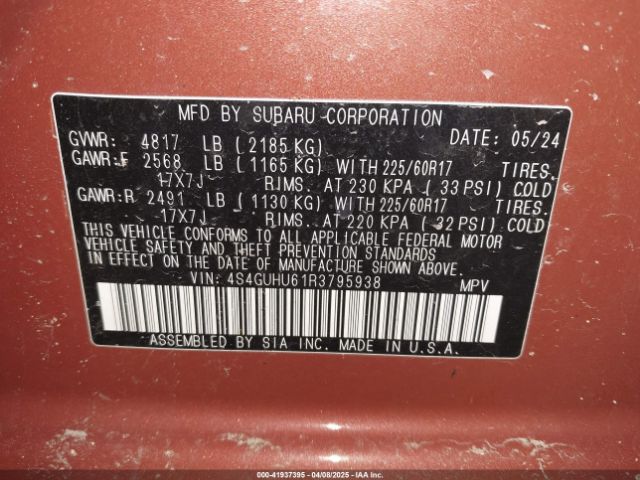 MFD BY SUBARU CORPORATION
GVWR: 4817 LB (2185 KG) DATE: 05/24
GAWR:F 2568 LB (1165 KG) WITH 225/60R17 TIRES.
17X7J RIMS. AT 230 KPA (33 PSI) COLD
GAWR:R 2491 LB (1130 KG) WITH 225/60R17 TIRES.
17X7J RIMS. AT 220 KPA (32 PSI) COLD
THIS VEHICLE CONFORMS TO ALL APPLICABLE FEDERAL MOTOR
VEHICLE SAFETY AND THEFT PREVENTION STANDARDS
IN EFFECT ON THE DATE OF MANUFACTURE SHOWN ABOVE.
VIN: 4S4GUHU61R3795938 MPV
ASSEMBLED BY SIA INC. MADE IN U.S.A.
000-41937395 04/08/2025 IAAI.COM